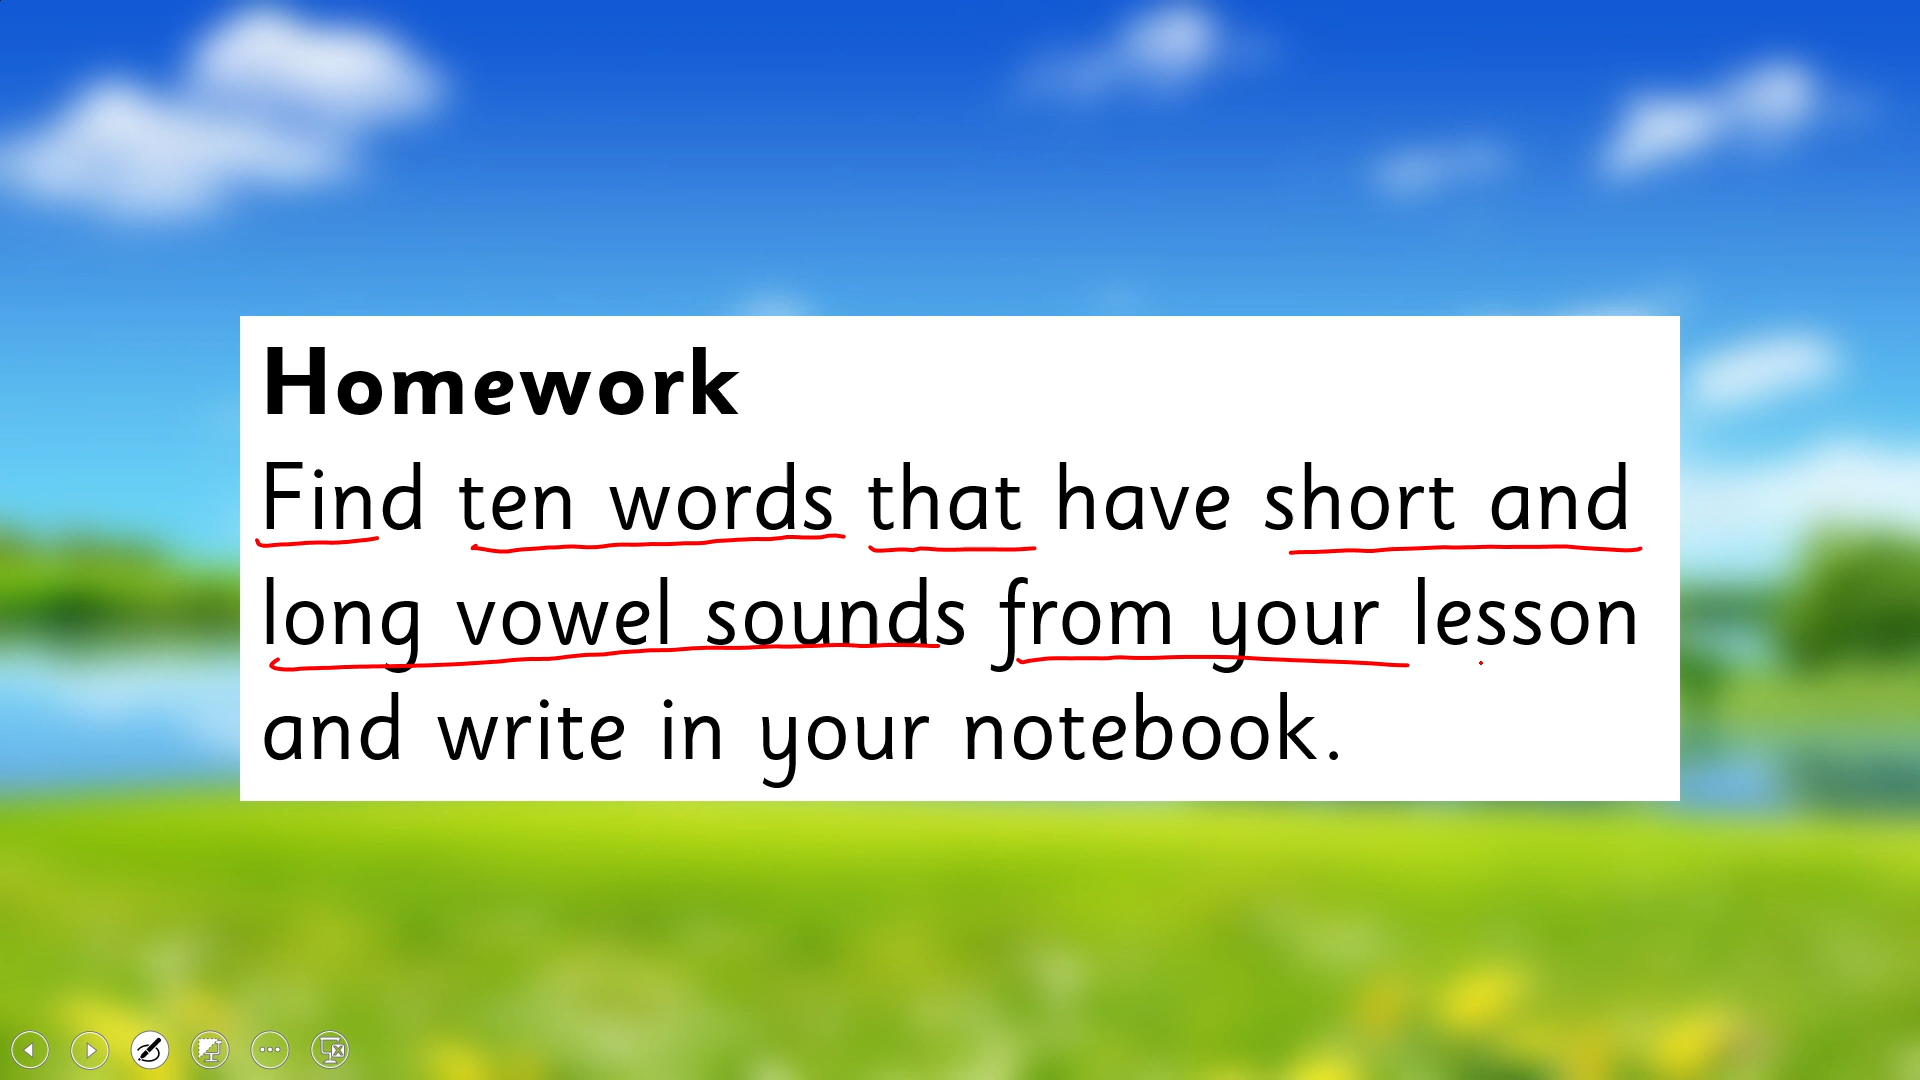 Homework
Find ten words that have short and
long vowel sounds from your lesson
and write in your notebook.